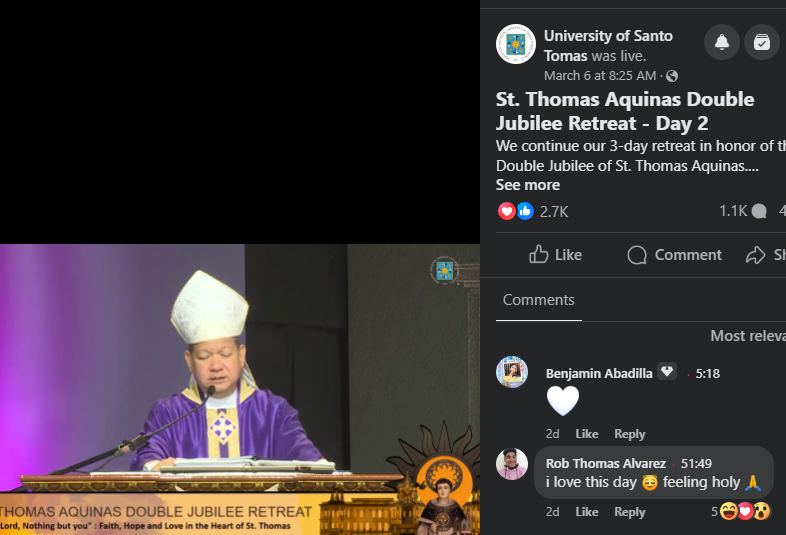 University of Santo
Tomas was live.
March 6 at 8:25 AM ·
St. Thomas Aquinas Double
Jubilee Retreat - Day 2
We continue our 3-day retreat in honor of th
Double Jubilee of St. Thomas Aquinas....
See more
2.7K
1.1K
4
Like
Comment
Sh
Comments
Most releva
Benjamin Abadilla · 5:18
🤍
2d Like Reply
Rob Thomas Alvarez · 51:49
i love this day 😇 feeling holy 🙏
2d Like Reply
5
THOMAS AQUINAS DOUBLE JUBILEE RETREAT
Lord, Nothing but you" : Faith, Hope and Love in the Heart of St. Thomas